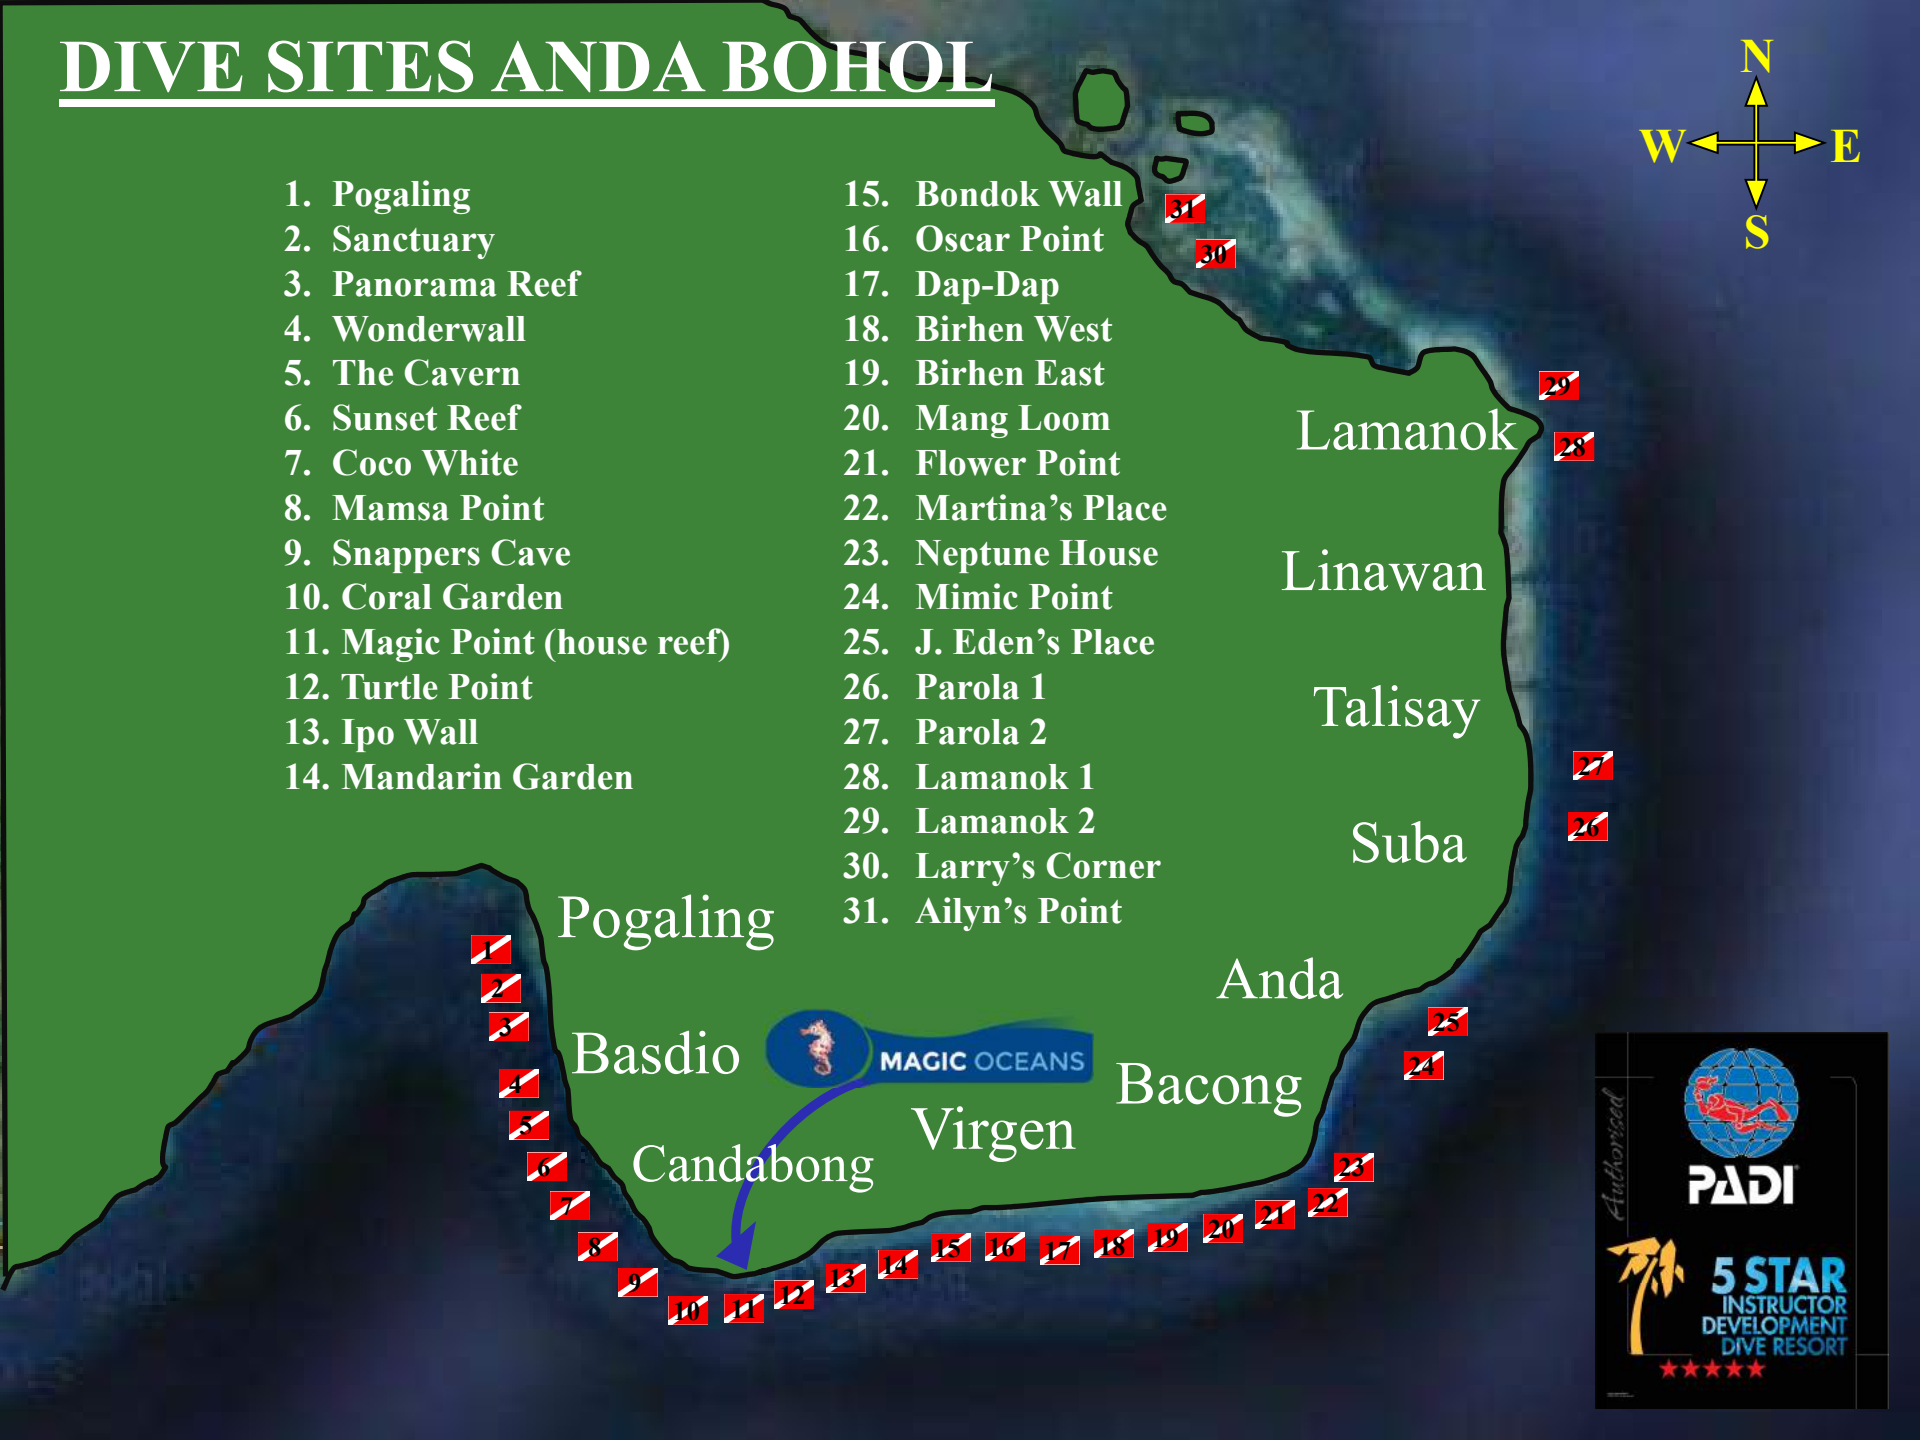 DIVE SITES ANDA BOHOL
N
W E
S
1. Pogaling
2. Sanctuary
3. Panorama Reef
4. Wonderwall
5. The Cavern
6. Sunset Reef
7. Coco White
8. Mamsa Point
9. Snappers Cave
10. Coral Garden
11. Magic Point (house reef)
12. Turtle Point
13. Ipo Wall
14. Mandarin Garden
15. Bondok Wall
16. Oscar Point
17. Dap-Dap
18. Birhen West
19. Birhen East
20. Mang Loom
21. Flower Point
22. Martina’s Place
23. Neptune House
24. Mimic Point
25. J. Eden’s Place
26. Parola 1
27. Parola 2
28. Lamanok 1
29. Lamanok 2
30. Larry’s Corner
31. Ailyn’s Point
31
30
29
Lamanok
28
Linawan
Talisay
27
26
Suba
Pogaling
1
2
3
Anda
25
24
Basdio
MAGIC OCEANS
Bacong
4
5
Virgen
Candabong
6
7
8
9
10
11
12
13
14
15
16
17
18
19
20
21
22
23
Authorised
PADI
5 STAR
INSTRUCTOR
DEVELOPMENT
DIVE RESORT